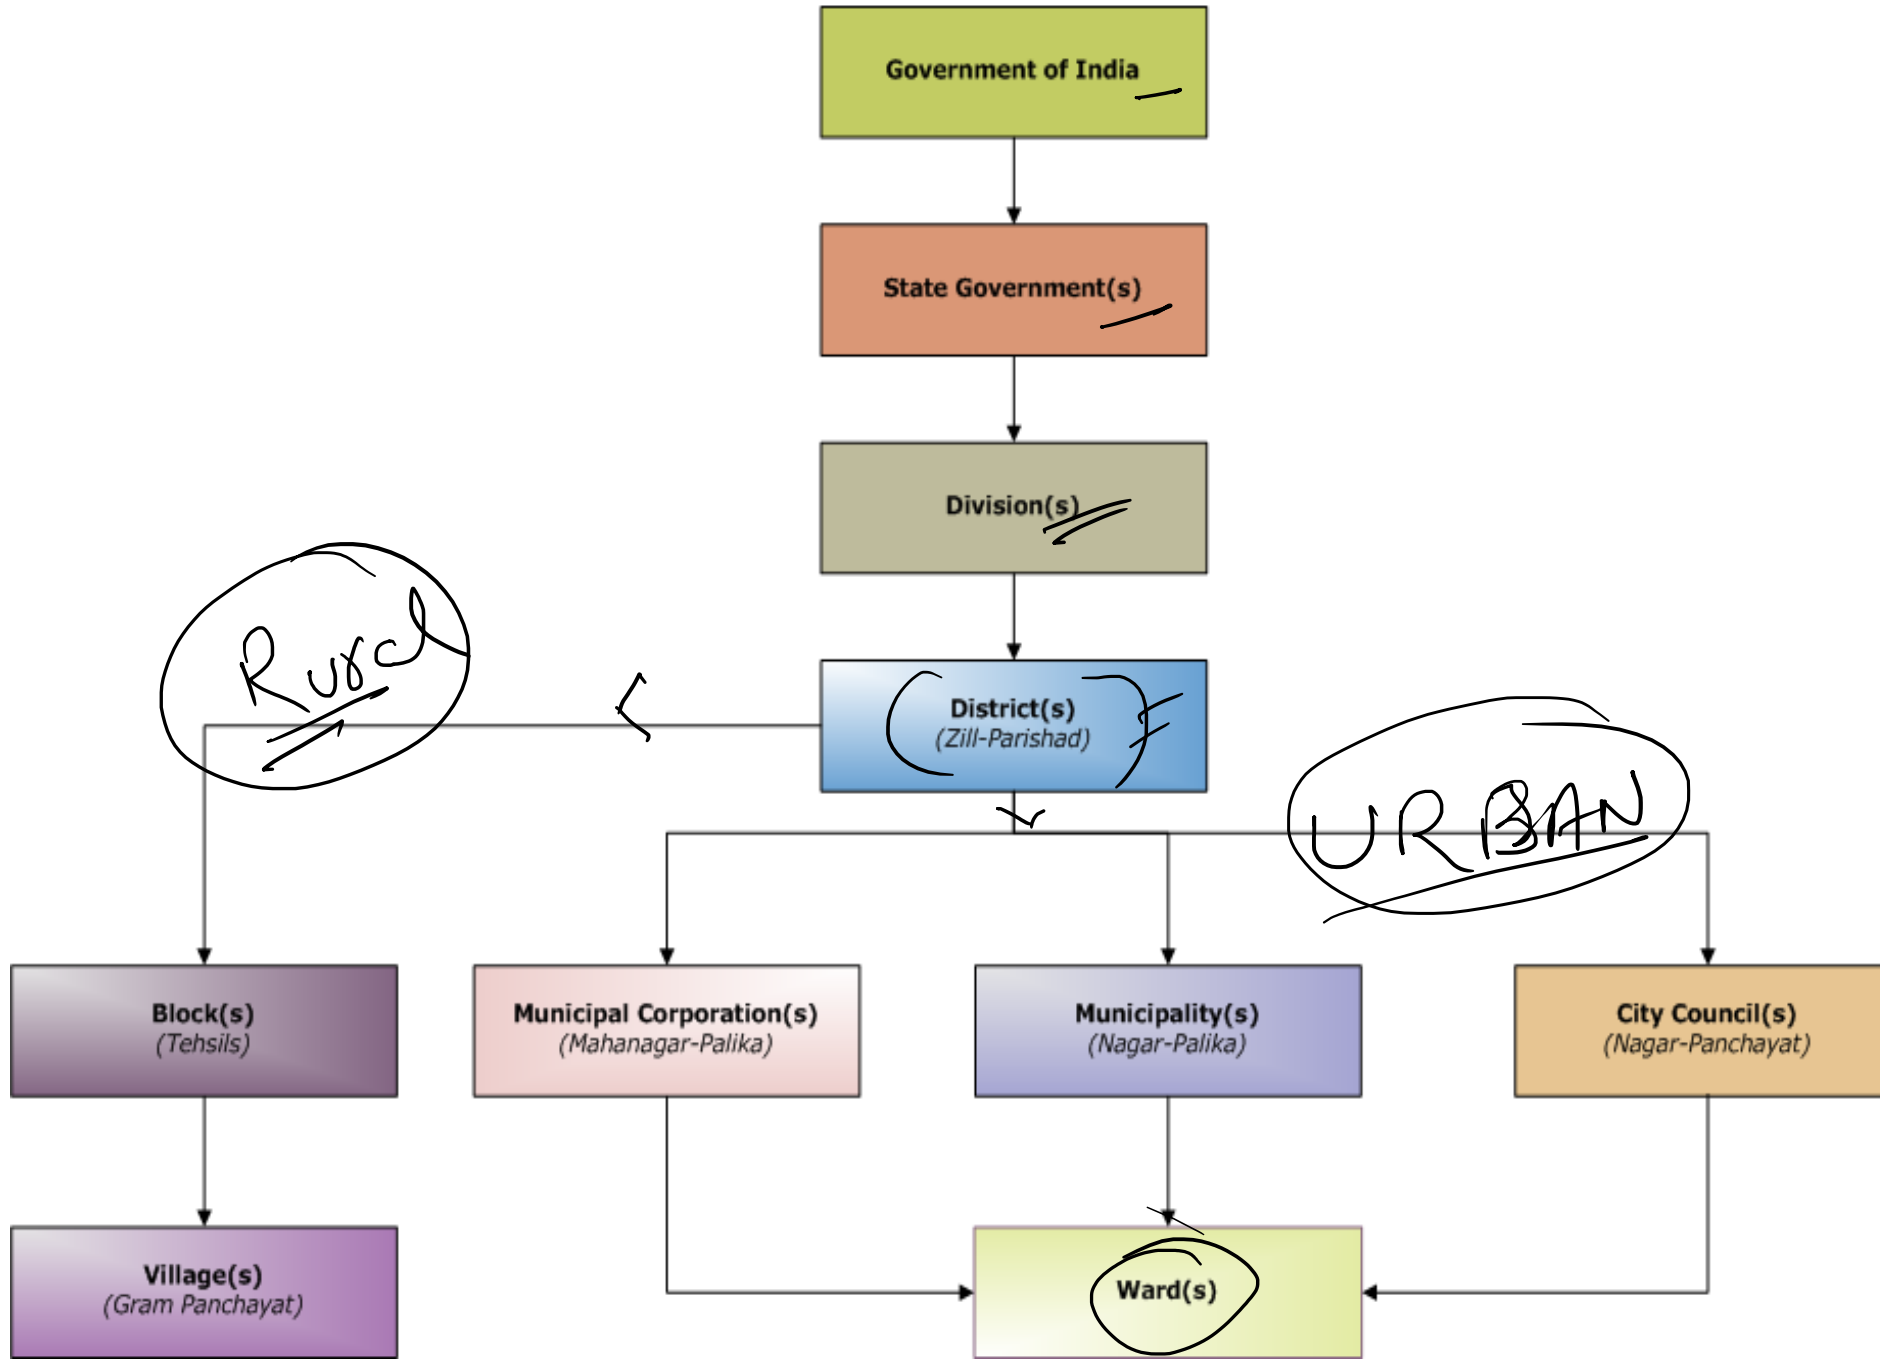 Government of India
State Government(s)
Division(s)
Rural
District(s)
(Zill-Parishad)
URBAN
Block(s)
(Tehsils)
Municipal Corporation(s)
(Mahanagar-Palika)
Municipality(s)
(Nagar-Palika)
City Council(s)
(Nagar-Panchayat)
Village(s)
(Gram Panchayat)
Ward(s)